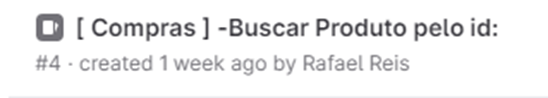 [ Compras ] -Buscar Produto pelo id:
#4 · created 1 week ago by Rafael Reis